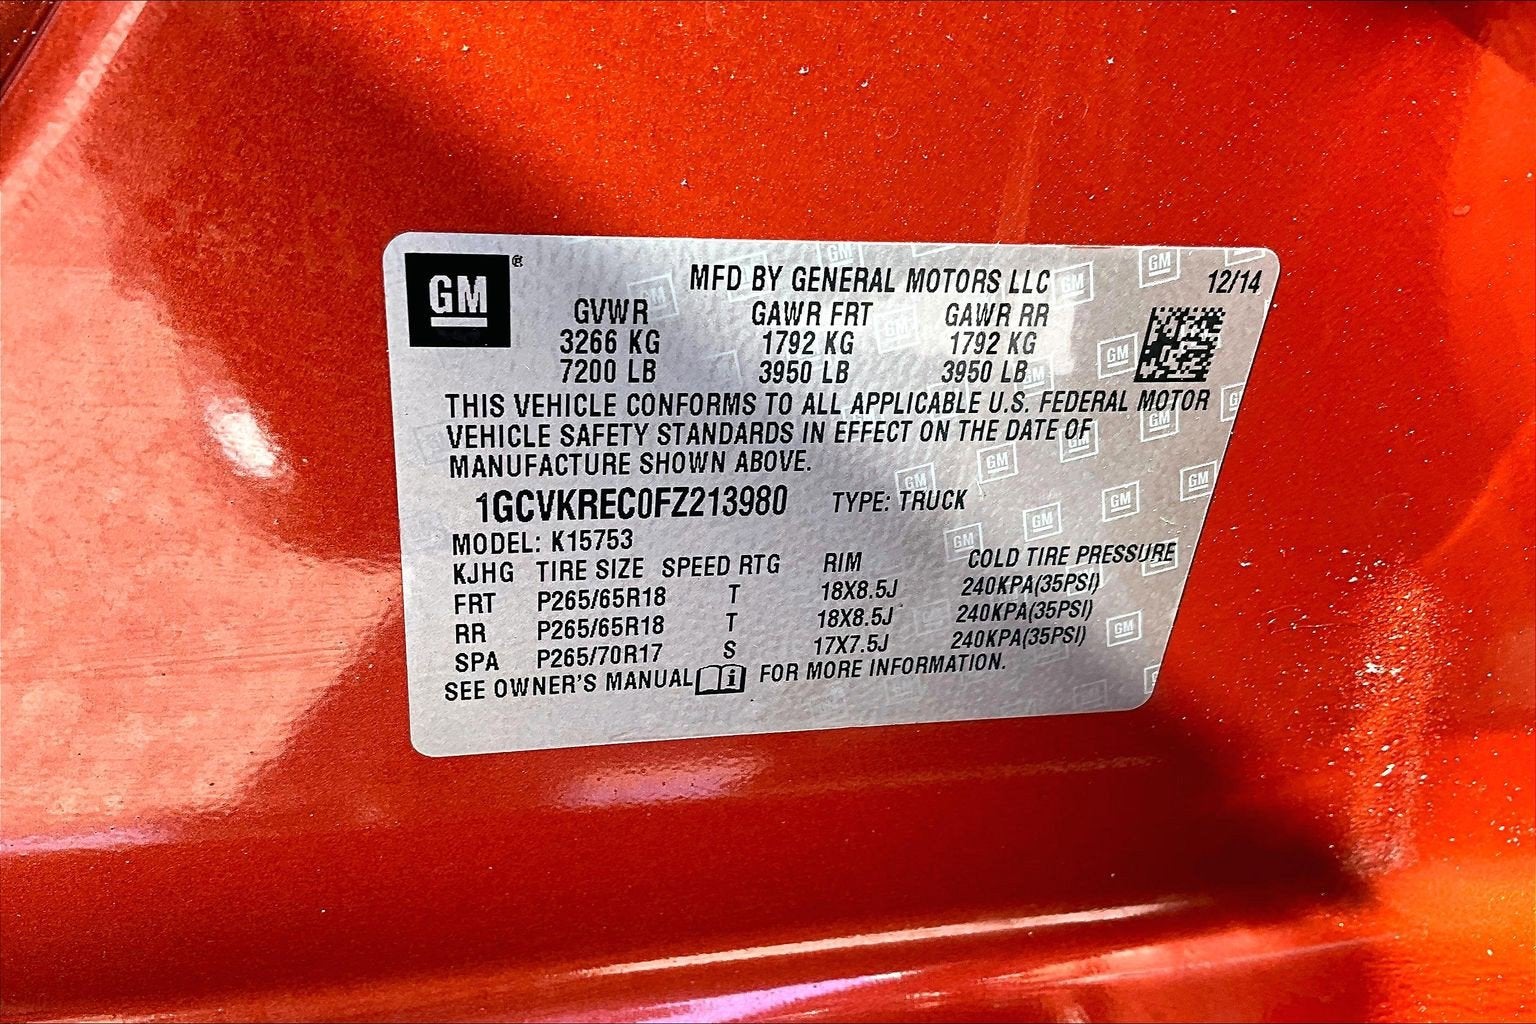 GM®
MFD BY GENERAL MOTORS LLC 12/14
GVWR GAWR FRT GAWR RR
3266 KG 1792 KG 1792 KG
7200 LB 3950 LB 3950 LB
THIS VEHICLE CONFORMS TO ALL APPLICABLE U.S. FEDERAL MOTOR
VEHICLE SAFETY STANDARDS IN EFFECT ON THE DATE OF
MANUFACTURE SHOWN ABOVE.
1GCVKREC0FZ213980 TYPE: TRUCK
MODEL: K15753
KJHG TIRE SIZE SPEED RTG RIM COLD TIRE PRESSURE
FRT P265/65R18 T 18X8.5J 240KPA(35PSI)
RR P265/65R18 T 18X8.5J 240KPA(35PSI)
SPA P265/70R17 S 17X7.5J 240KPA(35PSI)
SEE OWNER'S MANUAL i FOR MORE INFORMATION.